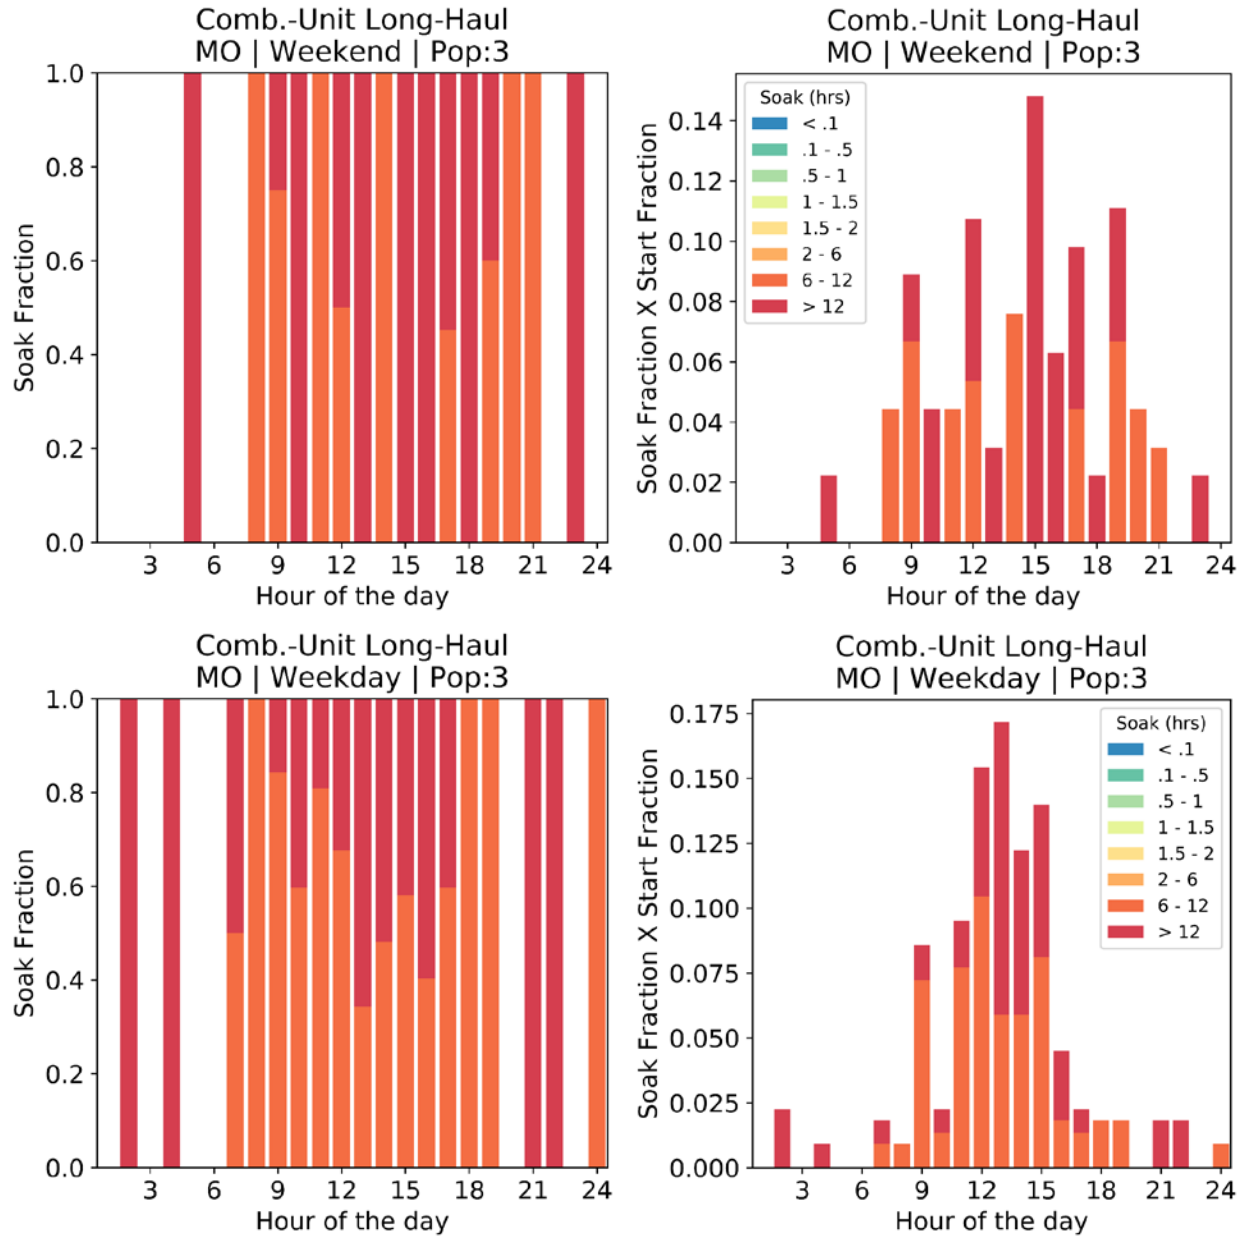 Comb.-Unit Long-Haul
MO | Weekend | Pop:3
1.0
0.8
0.6
0.4
0.2
0.0
Soak Fraction
3 6 9 12 15 18 21 24
Hour of the day
Comb.-Unit Long-Haul
MO | Weekend | Pop:3
0.14
0.12
0.10
0.08
0.06
0.04
0.02
0.00
Soak Fraction X Start Fraction
Soak (hrs)
< .1
.1 - .5
.5 - 1
1 - 1.5
1.5 - 2
2 - 6
6 - 12
> 12
3 6 9 12 15 18 21 24
Hour of the day
Comb.-Unit Long-Haul
MO | Weekday | Pop:3
1.0
0.8
0.6
0.4
0.2
0.0
Soak Fraction
3 6 9 12 15 18 21 24
Hour of the day
Comb.-Unit Long-Haul
MO | Weekday | Pop:3
0.175
0.150
0.125
0.100
0.075
0.050
0.025
0.000
Soak Fraction X Start Fraction
Soak (hrs)
< .1
.1 - .5
.5 - 1
1 - 1.5
1.5 - 2
2 - 6
6 - 12
> 12
3 6 9 12 15 18 21 24
Hour of the day